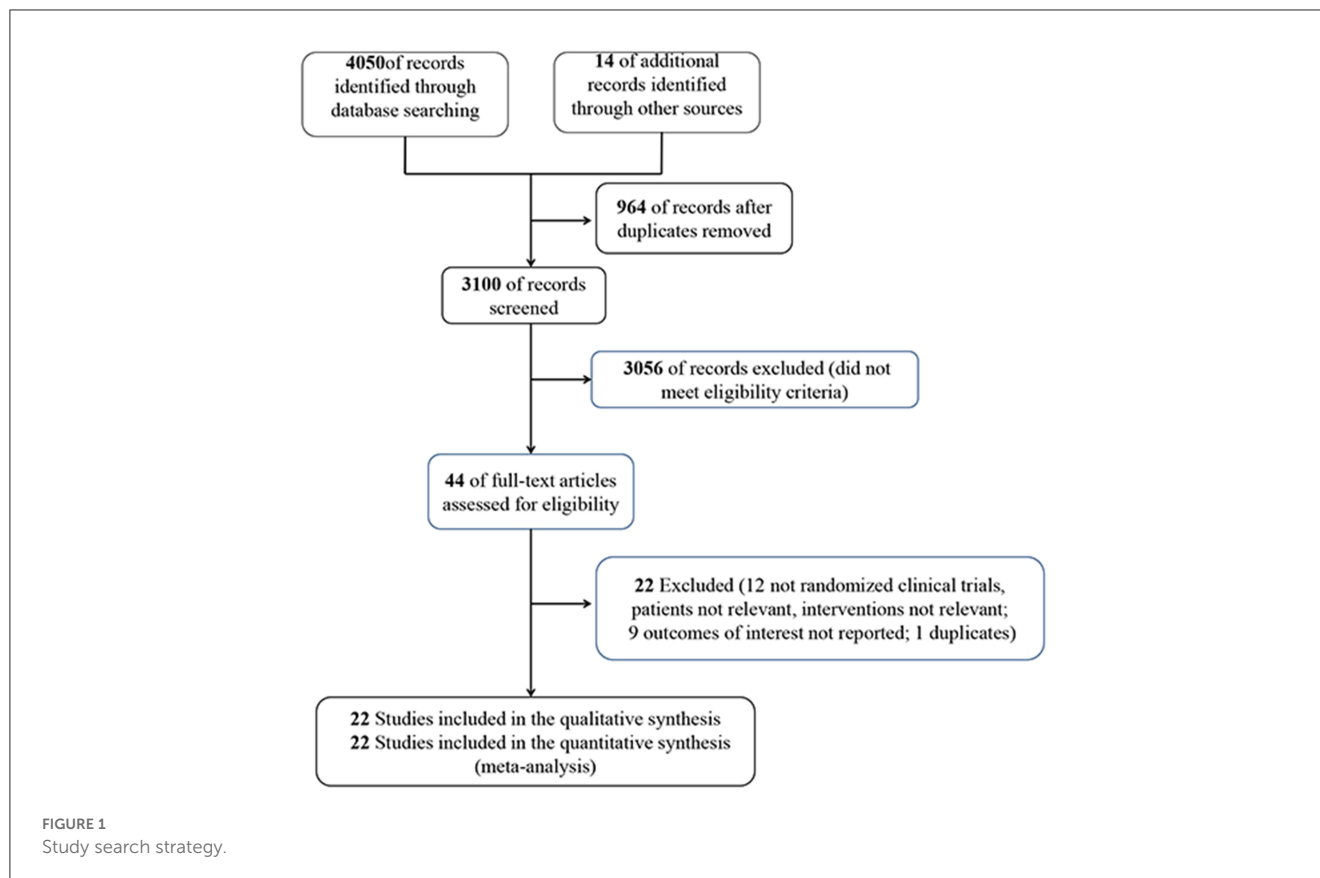 4050of records
identified through
database searching
14 of additional
records identified
through other sources
964 of records after
duplicates removed
3100 of records
screened
3056 of records excluded (did not
meet eligibility criteria)
44 of full-text articles
assessed for eligibility
22 Excluded (12 not randomized clinical trials,
patients not relevant, interventions not relevant;
9 outcomes of interest not reported; 1 duplicates)
22 Studies included in the qualitative synthesis
22 Studies included in the quantitative synthesis
(meta-analysis)
FIGURE 1
Study search strategy.